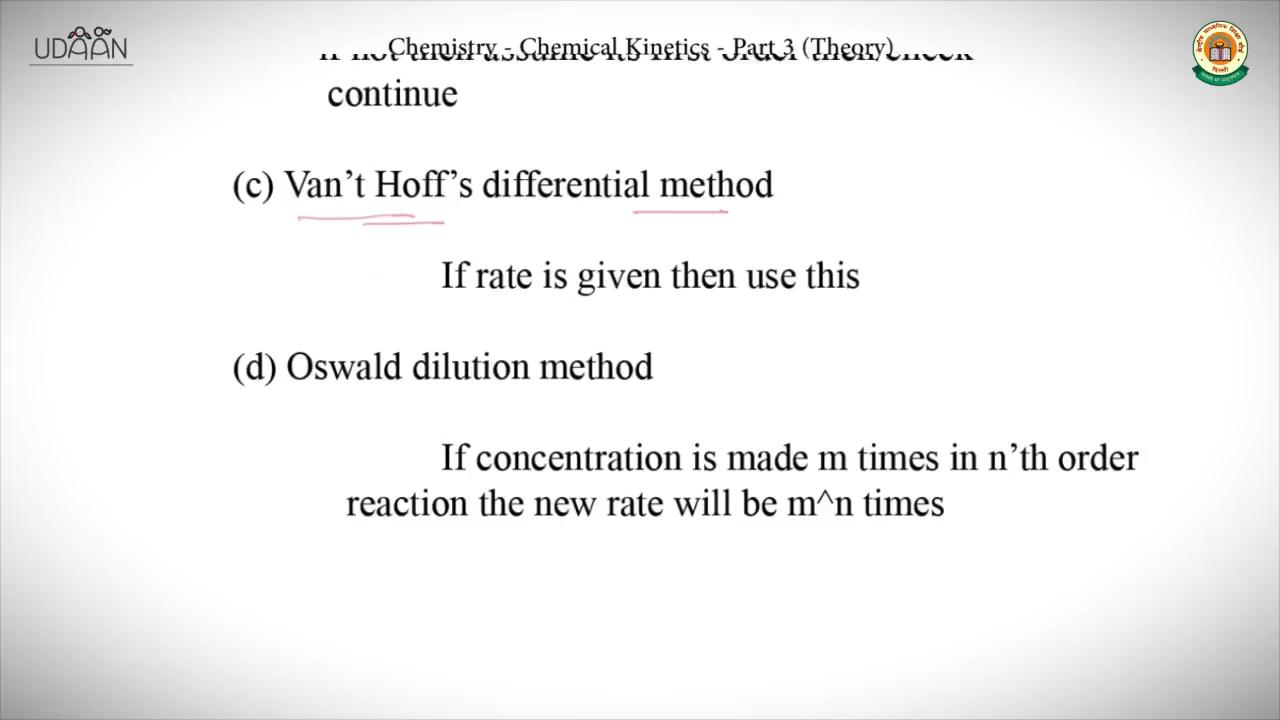 UDAAN
Chemistry - Chemical Kinetics - Part 3 (Theory)
continue
(c) Van’t Hoff’s differential method
If rate is given then use this
(d) Oswald dilution method
If concentration is made m times in n’th order
reaction the new rate will be m^n times